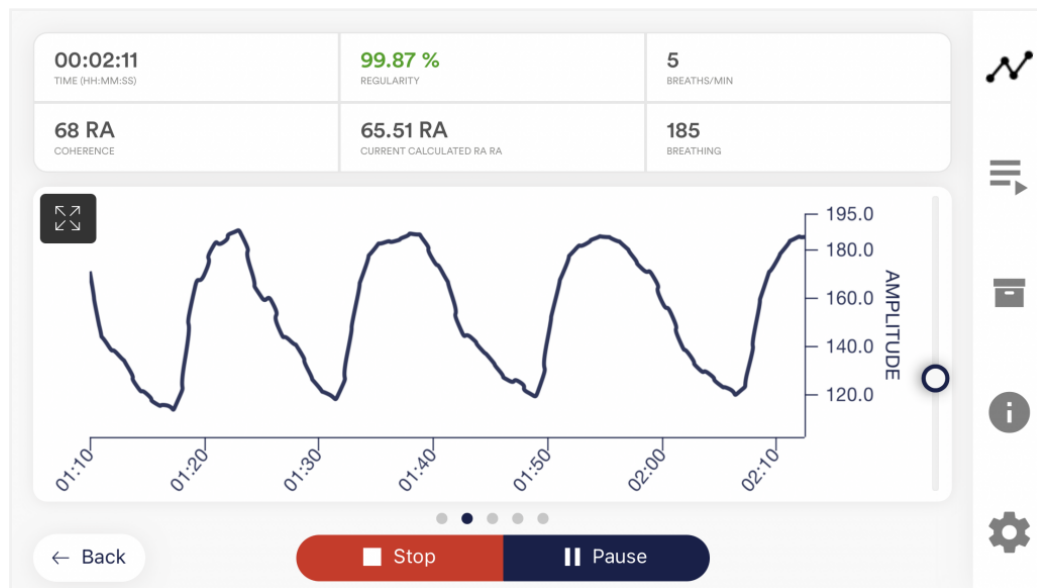 00:02:11
TIME (HH:MM:SS)
99.87 %
REGULARITY
5
BREATHS/MIN
68 RA
COHERENCE
65.51 RA
CURRENT CALCULATED RA RA
185
BREATHING
195.0
180.0
160.0
140.0
120.0
AMPLITUDE
01:10
01:20
01:30
01:40
01:50
02:00
02:10
← Back
Stop
Pause